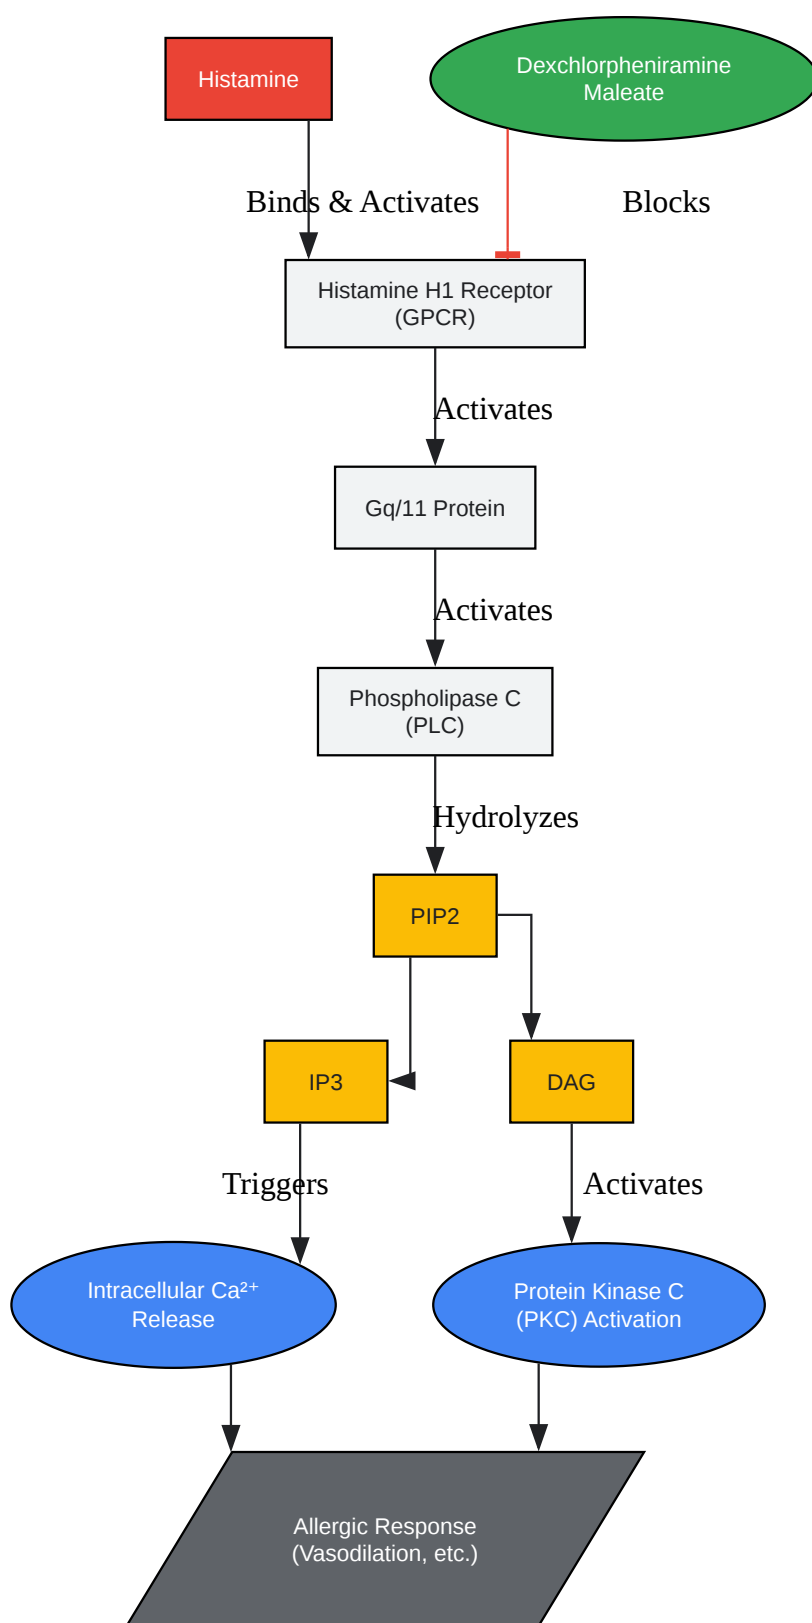 Histamine
Dexchlorpheniramine
Maleate
Binds & Activates
Blocks
Histamine H1 Receptor
(GPCR)
Activates
Gq/11 Protein
Activates
Phospholipase C
(PLC)
Hydrolyzes
PIP2
IP3
DAG
Triggers
Activates
Intracellular Ca²⁺
Release
Protein Kinase C
(PKC) Activation
Allergic Response
(Vasodilation, etc.)